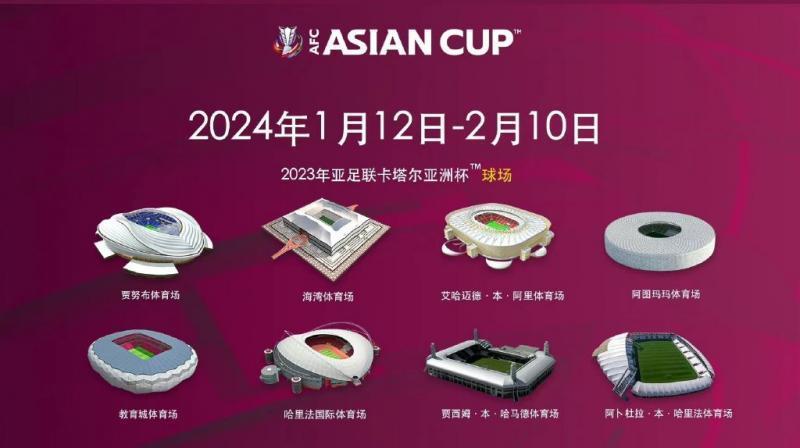 AFC ASIAN CUP™
2024年1月12日-2月10日
2023年亚足联卡塔尔亚洲杯™球场
贾努布体育场
海湾体育场
艾哈迈德·本·阿里体育场
阿图玛玛体育场
教育城体育场
哈里法国际体育场
贾西姆·本·哈马德体育场
阿卜杜拉·本·哈里法体育场